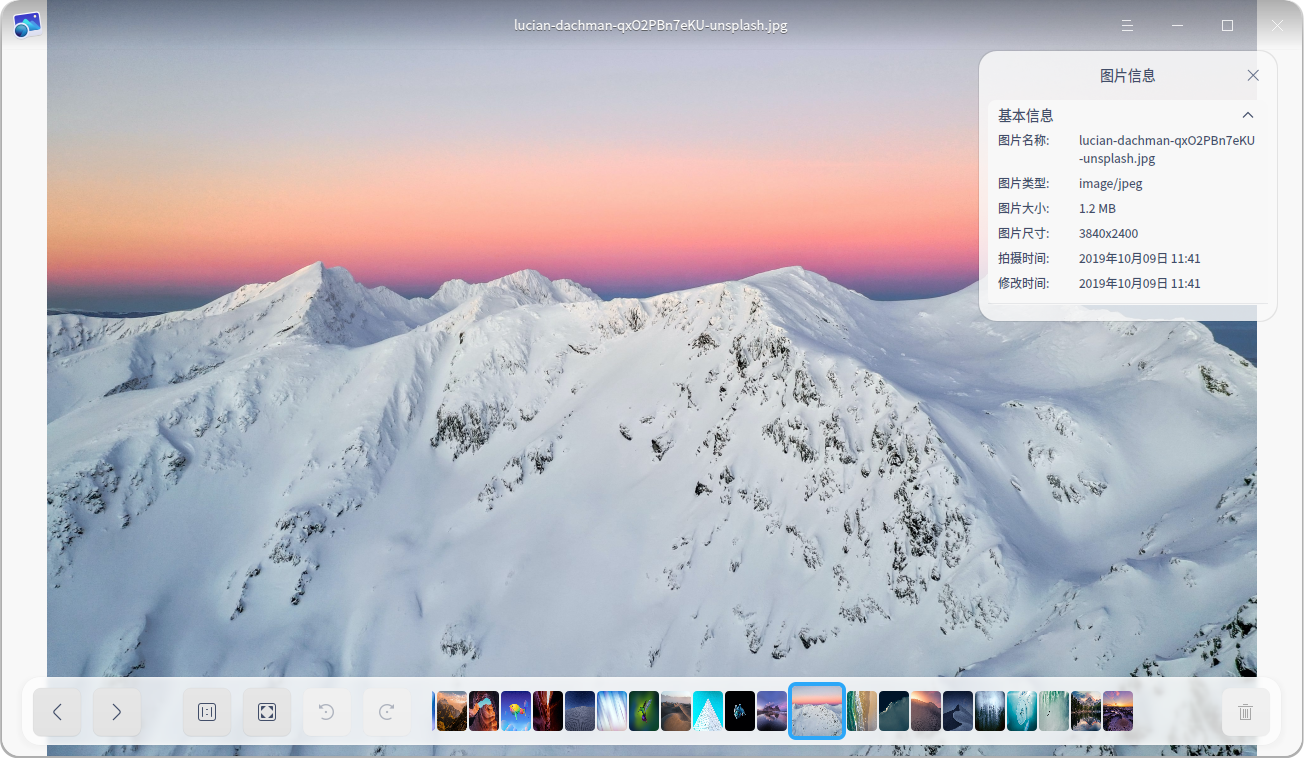 lucian-dachman-qxO2PBn7eKU-unsplash.jpg
图片信息
基本信息
图片名称: lucian-dachman-qxO2PBn7eKU
-unsplash.jpg
图片类型: image/jpeg
图片大小: 1.2 MB
图片尺寸: 3840x2400
拍摄时间: 2019年10月09日 11:41
修改时间: 2019年10月09日 11:41